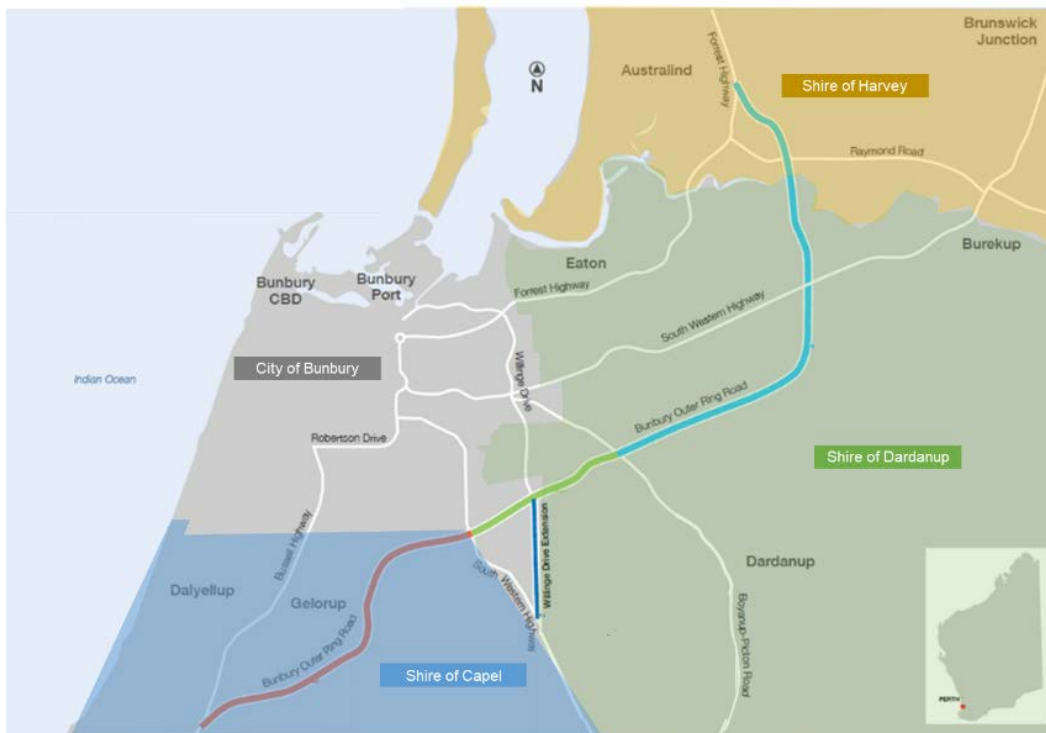 Brunswick
Junction
Forrest Highway
Australind
N
Shire of Harvey
Raymond Road
Burekup
Eaton
Bunbury
CBD
Bunbury
Port
Forrest Highway
South Western Highway
City of Bunbury
Indian Ocean
Willinge Drive
Bunbury Outer Ring Road
Robertson Drive
Shire of Dardanup
Bussell Highway
Willinge Drive Extension
Dardanup
Dalyellup
Gelorup
South Western Highway
Boyanup-Picton Road
Bunbury Outer Ring Road
Shire of Capel
PERTH